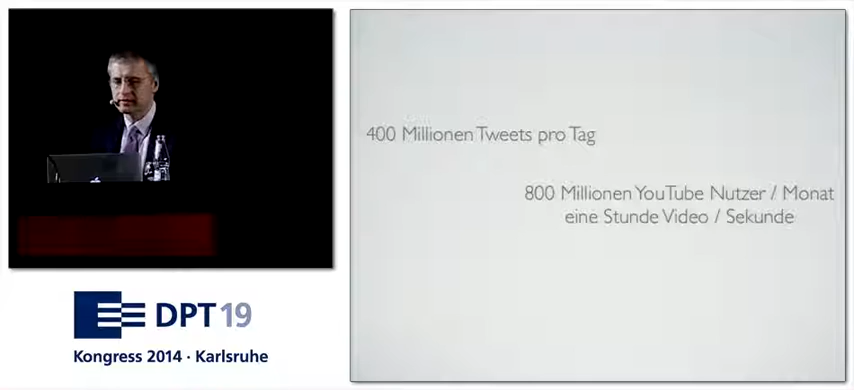 400 Millionen Tweets pro Tag
800 Millionen YouTube Nutzer / Monat
eine Stunde Video / Sekunde
DPT 19
Kongress 2014 · Karlsruhe